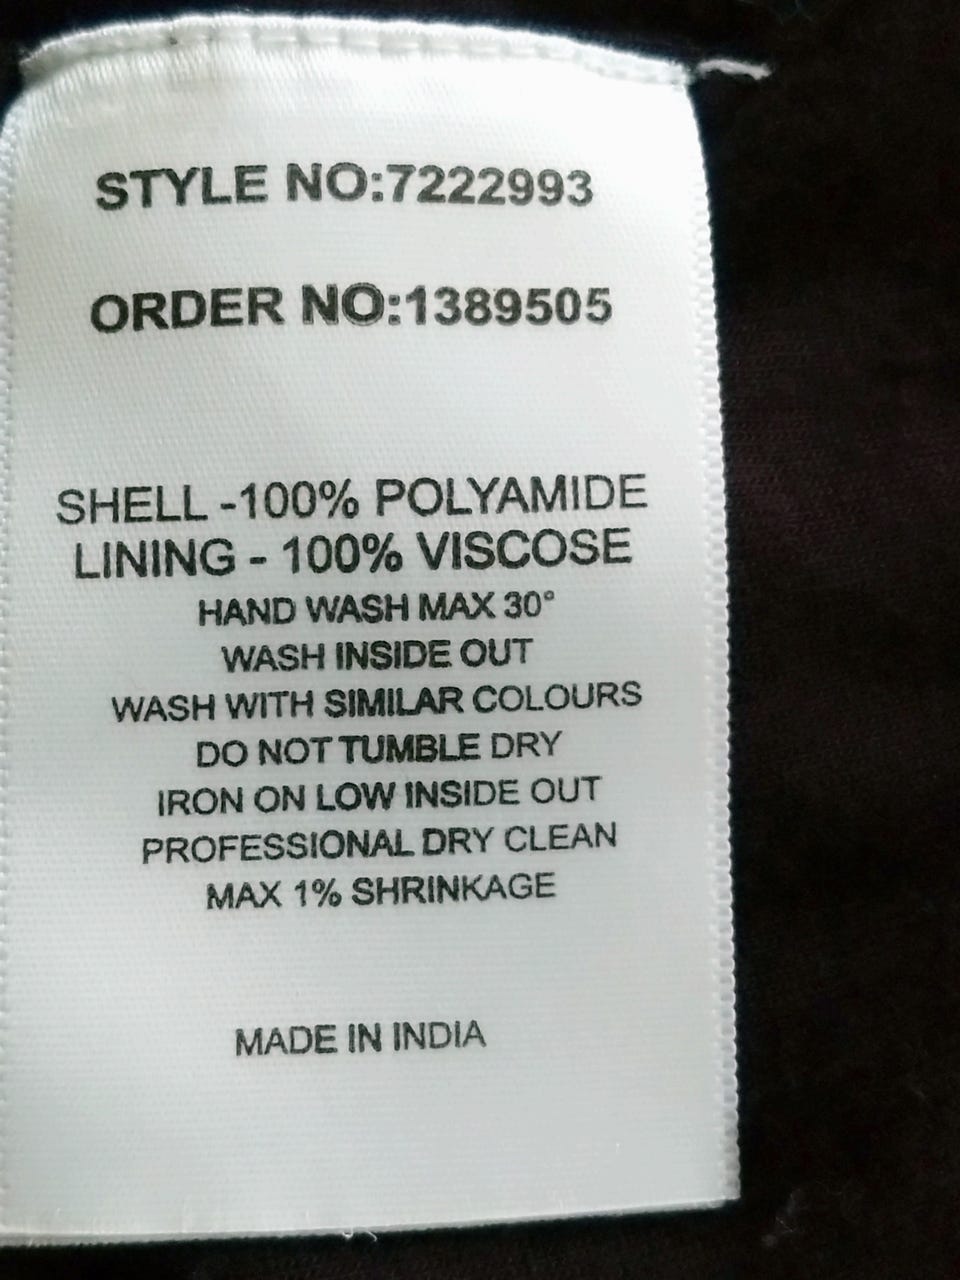 STYLE NO:7222993
ORDER NO:1389505
SHELL -100% POLYAMIDE
LINING - 100% VISCOSE
HAND WASH MAX 30°
WASH INSIDE OUT
WASH WITH SIMILAR COLOURS
DO NOT TUMBLE DRY
IRON ON LOW INSIDE OUT
PROFESSIONAL DRY CLEAN
MAX 1% SHRINKAGE
MADE IN INDIA